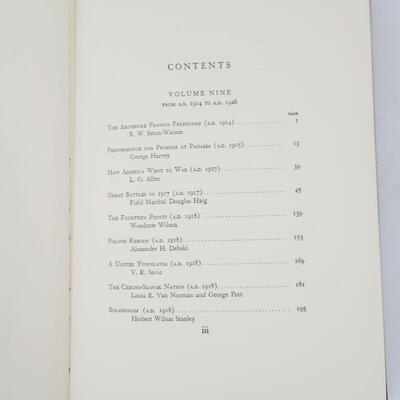 CONTENTS
VOLUME NINE
FROM A.D. 1914 TO A.D. 1926
PAGE
THE ARCHDUKE FRANCIS FERDINAND (A.D. 1914) 1
R. W. Seton-Watson
PERFORMANCE AND PROMISE AT PANAMA (A.D. 1915) 13
George Harvey
HOW AMERICA WENT TO WAR (A.D. 1917) 39
L. G. Allen
GREAT BATTLES OF 1917 (A.D. 1917) 45
Field Marshal Douglas Haig
THE FOURTEEN POINTS (A.D. 1918) 139
Woodrow Wilson
POLAND REBORN (A.D. 1918) 153
Alexander H. Debski
A UNITED YUGOSLAVIA (A.D. 1918) 169
V. R. Savic
THE CZECHO-SLOVAK NATION (A.D. 1918) 181
Louis E. Van Norman and George Peet
BOLSHEVISM (A.D. 1918) 195
Herbert Wilson Stanley
iii